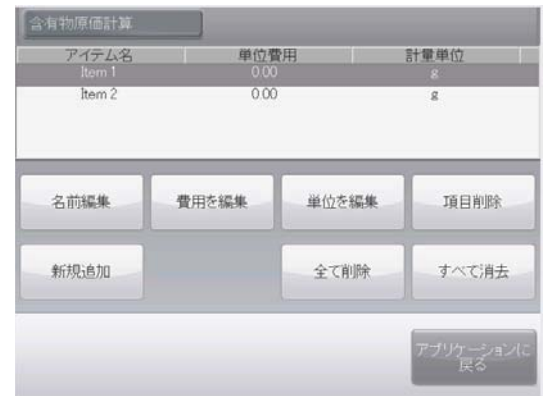 含有物原価計算
アイテム名 単位費用 計量単位
Item 1 0.00 g
Item 2 0.00 g
名前編集 費用を編集 単位を編集 項目削除
新規追加 全て削除 すべて消去
アプリケーションに
戻る